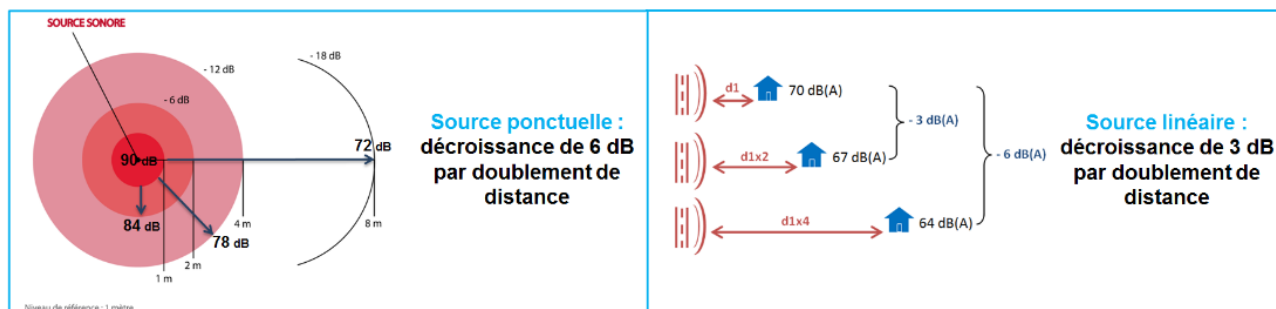 SOURCE SONORE
- 18 dB
- 12 dB
- 6 dB
90 dB
72 dB
84 dB
78 dB
4 m
8 m
2 m
1 m
Niveau de référence : 1 mètre
Source ponctuelle :
décroissance de 6 dB
par doublement de
distance
d1
70 dB(A)
- 3 dB(A)
d1x2
67 dB(A)
- 6 dB(A)
d1x4
64 dB(A)
Source linéaire :
décroissance de 3 dB
par doublement de
distance